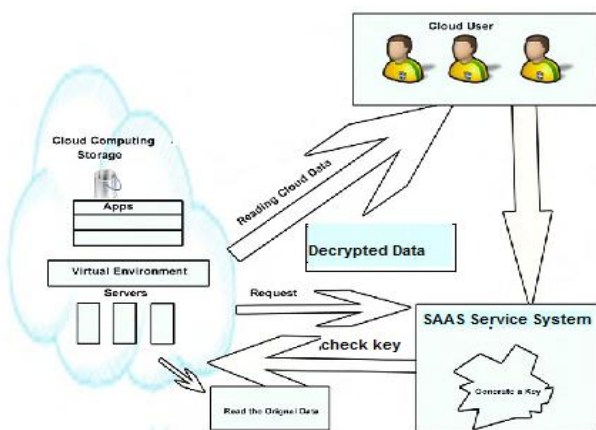 Cloud User
Cloud Computing
Storage
Apps
Reading Cloud Data
Decrypted Data
Virtual Environment
Servers
Request
SAAS Service System
check key
Generate a Key
Read the Orignel Data